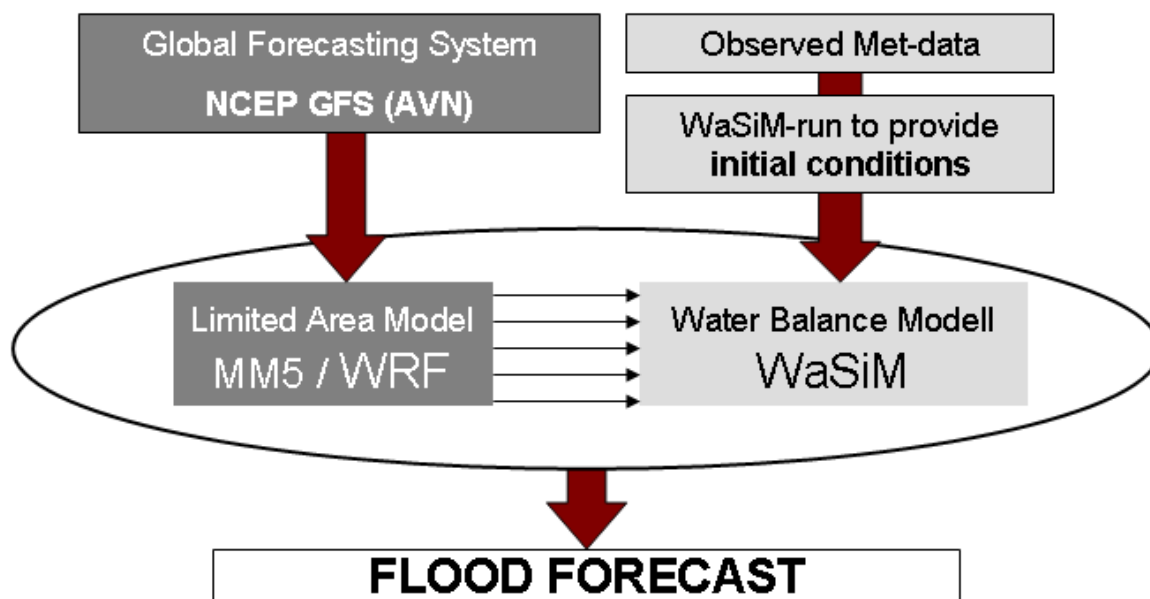 Global Forecasting System
NCEP GFS (AVN)
Observed Met-data
WaSiM-run to provide
initial conditions
Limited Area Model
MM5 / WRF
Water Balance Modell
WaSiM
FLOOD FORECAST